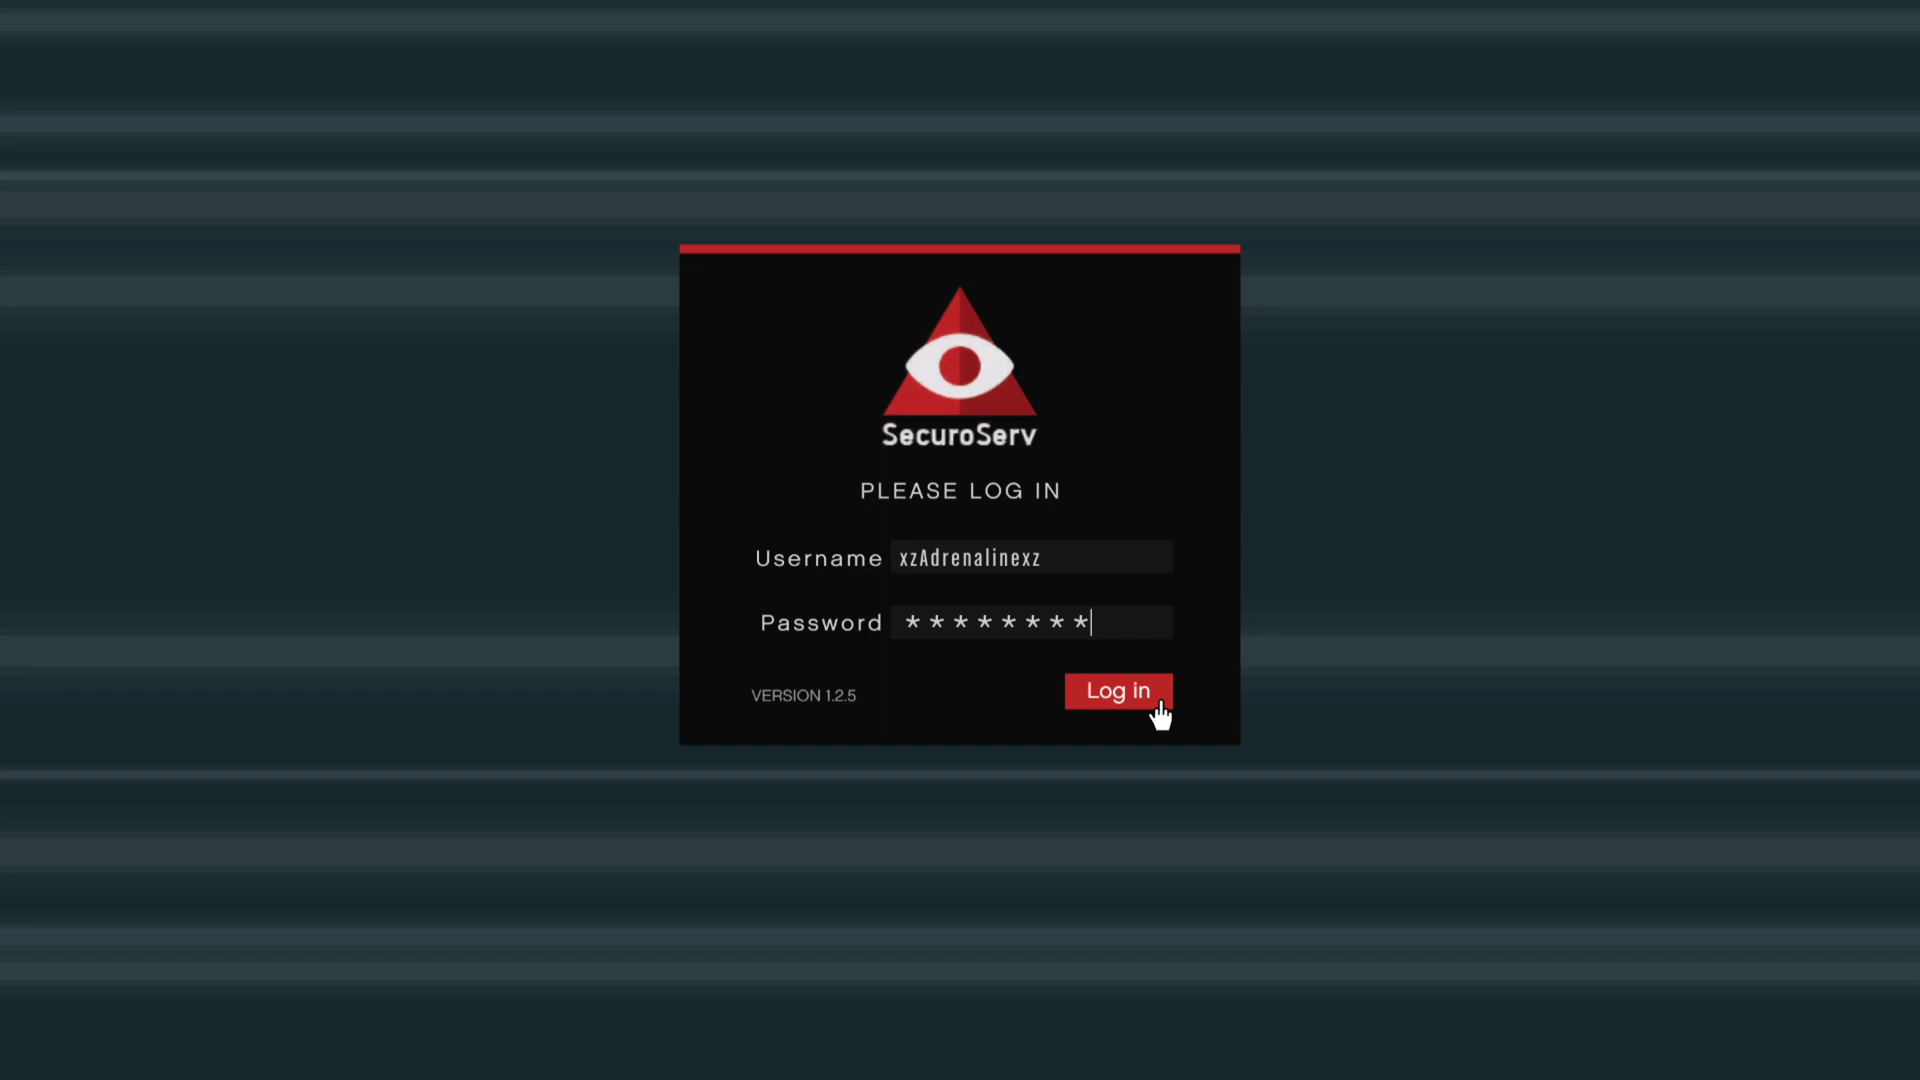 SecuroServ
PLEASE LOG IN
Username xzAdrenalinexz
Password ********
VERSION 1.2.5 Log in